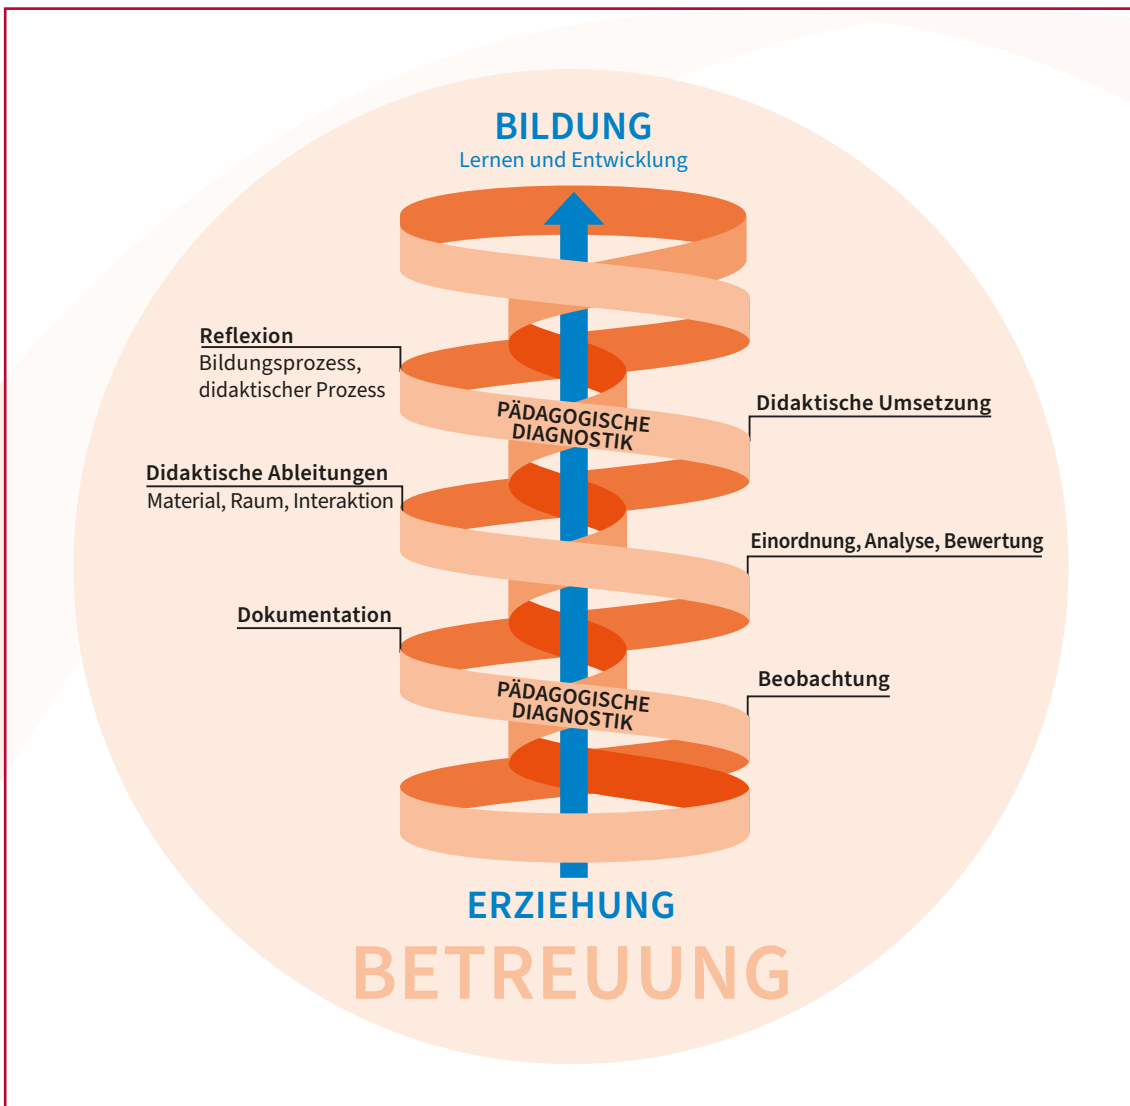 BILDUNG
Lernen und Entwicklung
Reflexion
Bildungsprozess,
didaktischer Prozess
Didaktische Umsetzung
PÄDAGOGISCHE
DIAGNOSTIK
Didaktische Ableitungen
Material, Raum, Interaktion
Einordnung, Analyse, Bewertung
Dokumentation
Beobachtung
PÄDAGOGISCHE
DIAGNOSTIK
ERZIEHUNG
BETREUUNG